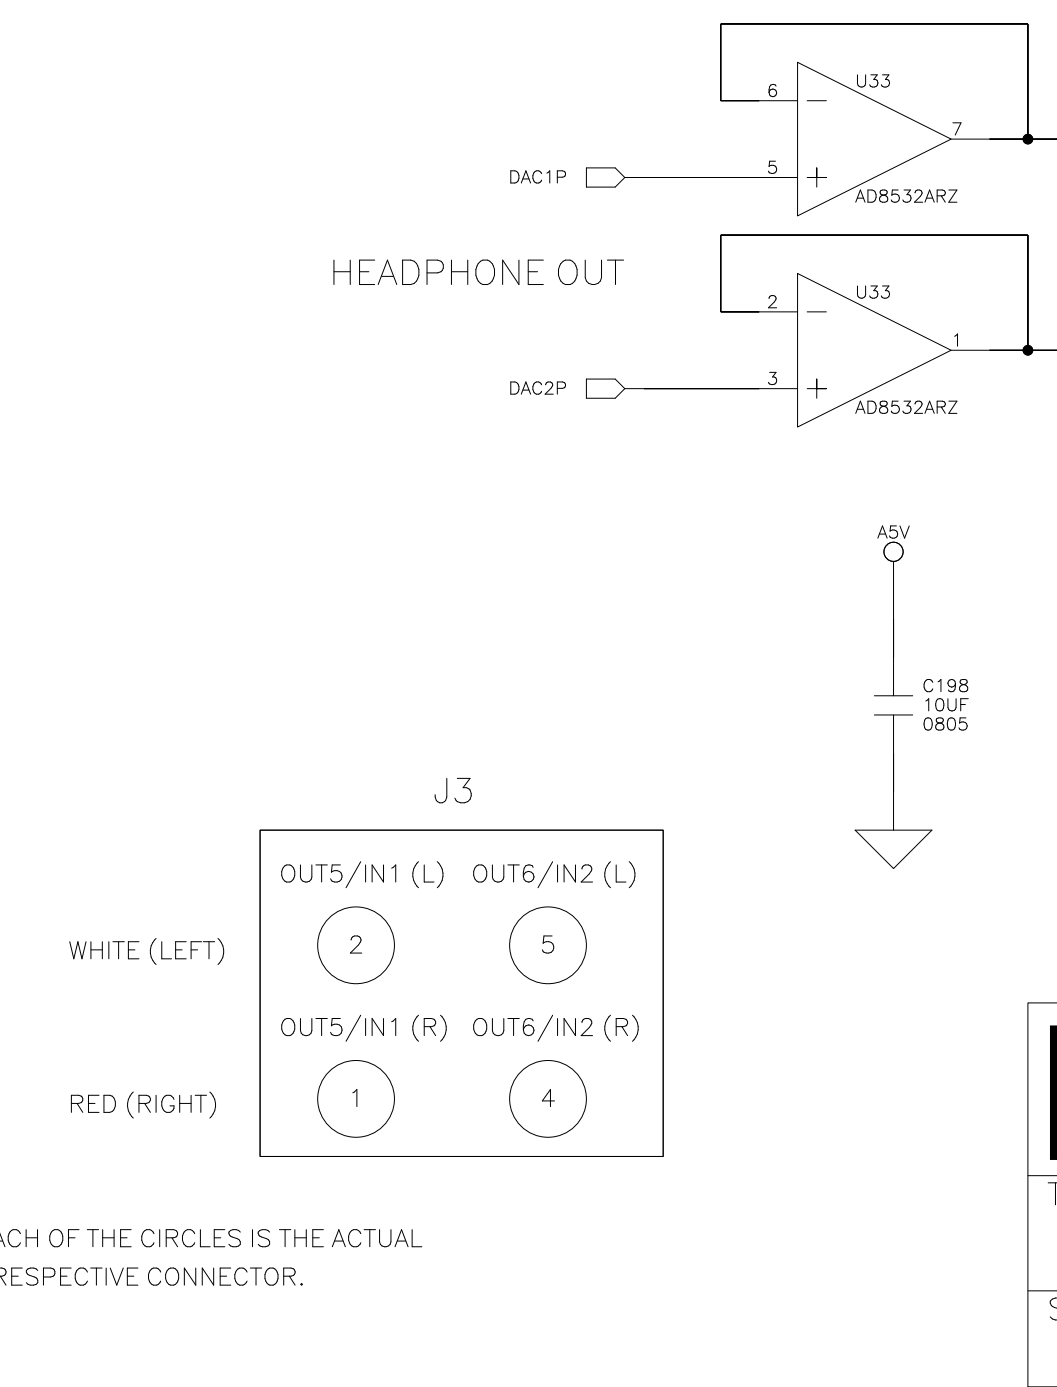 U33
6
7
5
DAC1P
AD8532ARZ
HEADPHONE OUT
U33
2
1
3
DAC2P
AD8532ARZ
A5V
C198
10UF
0805
J3
OUT5/IN1 (L) OUT6/IN2 (L)
WHITE (LEFT) 2 5
OUT5/IN1 (R) OUT6/IN2 (R)
RED (RIGHT) 1 4
ACH OF THE CIRCLES IS THE ACTUAL
RESPECTIVE CONNECTOR.